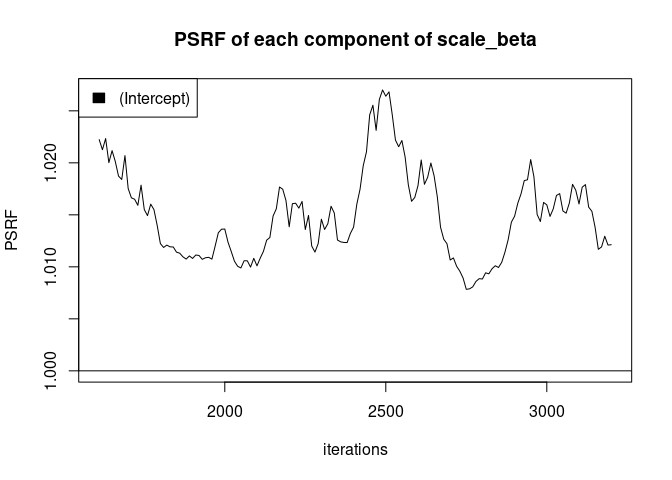 PSRF of each component of scale_beta
(Intercept)
PSRF
1.020
1.010
1.000
2000
2500
3000
iterations